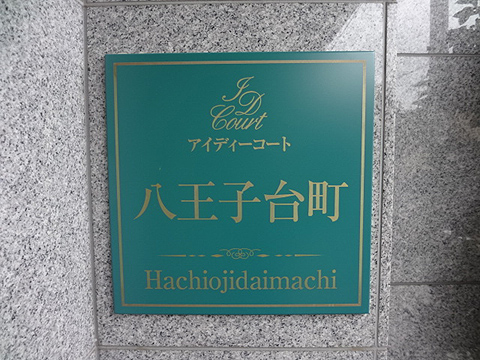 I D
Court
アイディーコート
八王子台町
Hachiojidaimachi